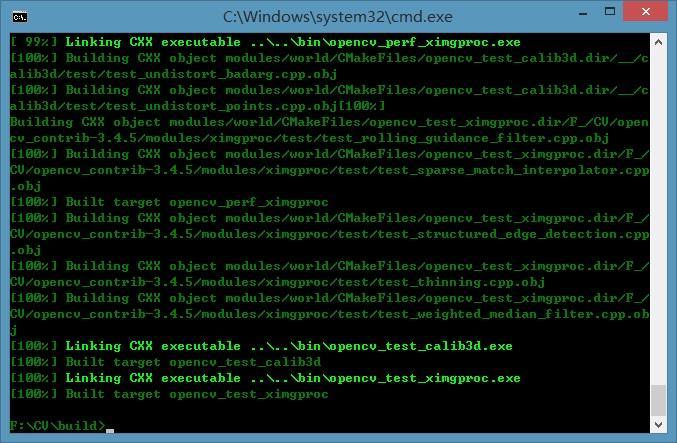 C:\Windows\system32\cmd.exe
[ 99%] Linking CXX executable ..\..\bin\opencv_perf_ximgproc.exe
[100%] Building CXX object modules/world/CMakeFiles/opencv_test_calib3d.dir/__/c
alib3d/test/test_undistort_badarg.cpp.obj
[100%] Building CXX object modules/world/CMakeFiles/opencv_test_calib3d.dir/__/c
alib3d/test/test_undistort_points.cpp.obj[100%]
Building CXX object modules/world/CMakeFiles/opencv_test_ximgproc.dir/F_/CV/open
cv_contrib-3.4.5/modules/ximgproc/test/test_rolling_guidance_filter.cpp.obj
[100%] Building CXX object modules/world/CMakeFiles/opencv_test_ximgproc.dir/F_/
CV/opencv_contrib-3.4.5/modules/ximgproc/test/test_sparse_match_interpolator.cpp
.obj
[100%] Built target opencv_perf_ximgproc
[100%] Building CXX object modules/world/CMakeFiles/opencv_test_ximgproc.dir/F_/
CV/opencv_contrib-3.4.5/modules/ximgproc/test/test_structured_edge_detection.cpp
.obj
[100%] Building CXX object modules/world/CMakeFiles/opencv_test_ximgproc.dir/F_/
CV/opencv_contrib-3.4.5/modules/ximgproc/test/test_thinning.cpp.obj
[100%] Building CXX object modules/world/CMakeFiles/opencv_test_ximgproc.dir/F_/
CV/opencv_contrib-3.4.5/modules/ximgproc/test/test_weighted_median_filter.cpp.ob
j
[100%] Linking CXX executable ..\..\bin\opencv_test_calib3d.exe
[100%] Built target opencv_test_calib3d
[100%] Linking CXX executable ..\..\bin\opencv_test_ximgproc.exe
[100%] Built target opencv_test_ximgproc
F:\CV\build>